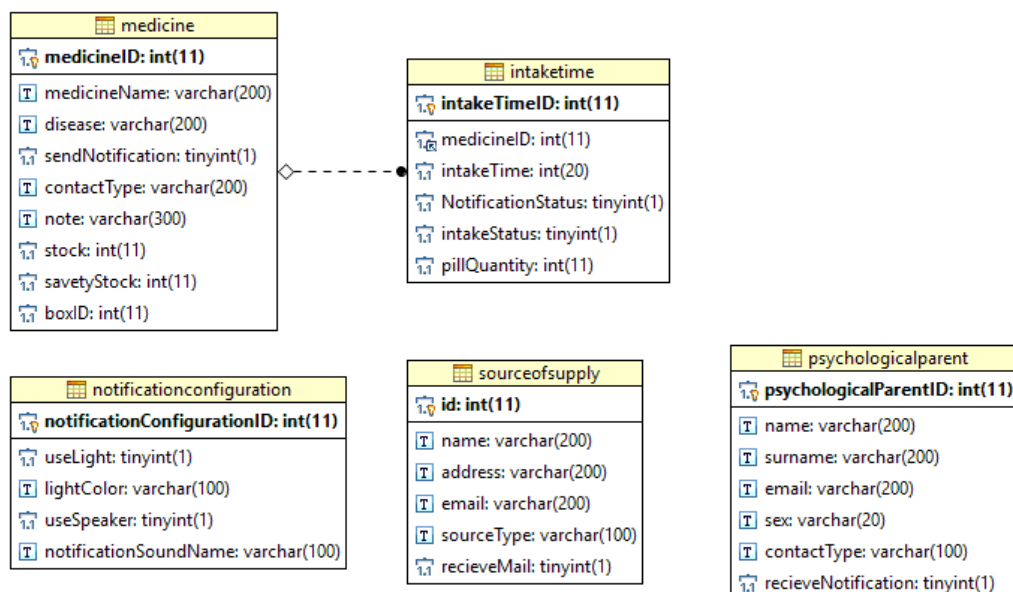 medicine
medicineID: int(11)
medicineName: varchar(200)
disease: varchar(200)
sendNotification: tinyint(1)
contactType: varchar(200)
note: varchar(300)
stock: int(11)
savetyStock: int(11)
boxID: int(11)
intaketime
intakeTimeID: int(11)
medicineID: int(11)
intakeTime: int(20)
NotificationStatus: tinyint(1)
intakeStatus: tinyint(1)
pillQuantity: int(11)
notificationconfiguration
notificationConfigurationID: int(11)
useLight: tinyint(1)
lightColor: varchar(100)
useSpeaker: tinyint(1)
notificationSoundName: varchar(100)
sourceofsupply
id: int(11)
name: varchar(200)
address: varchar(200)
email: varchar(200)
sourceType: varchar(100)
recieveMail: tinyint(1)
psychologicalparent
psychologicalParentID: int(11)
name: varchar(200)
surname: varchar(200)
email: varchar(200)
sex: varchar(20)
contactType: varchar(100)
recieveNotification: tinyint(1)